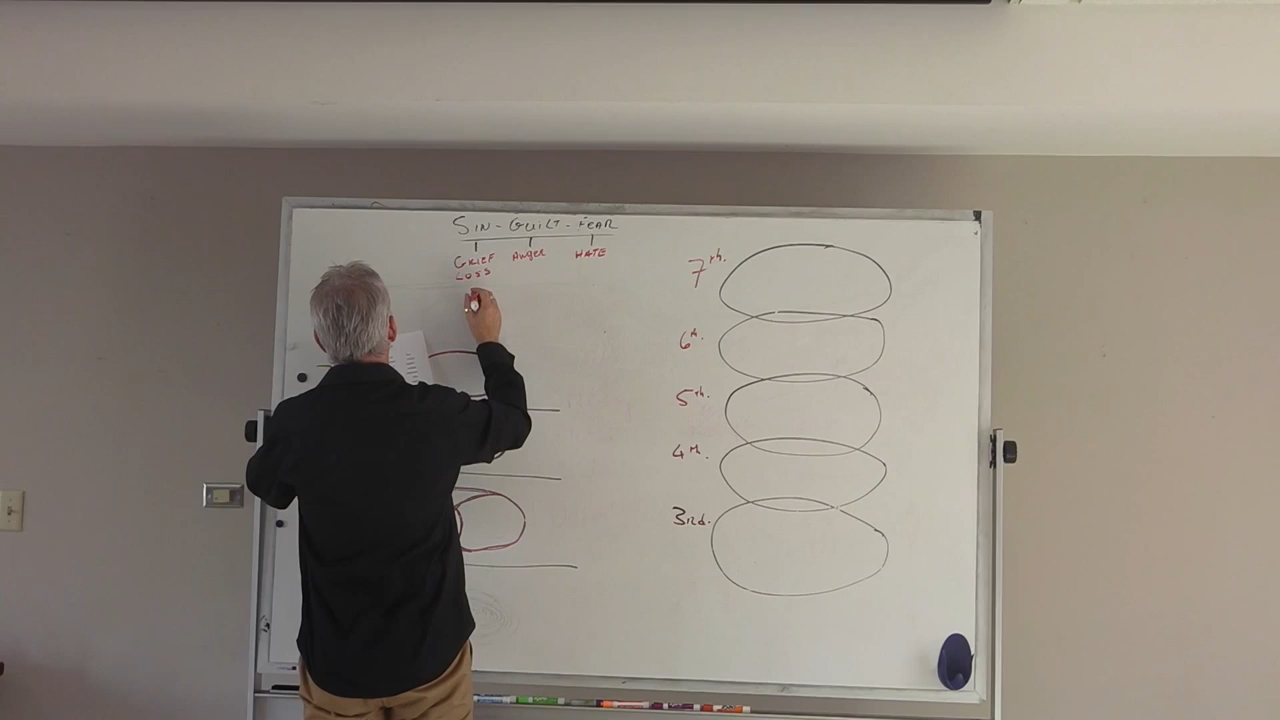 SIN - GUILT - FEAR
GRIEF ANGER HATE
LOSS
7th.
6th.
5th.
4th.
3rd.